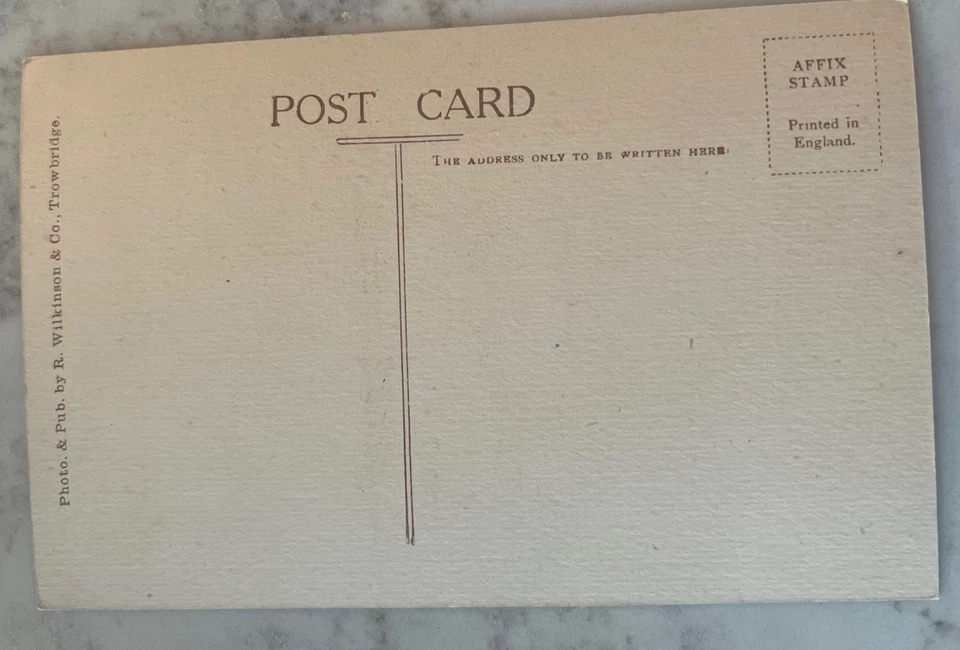 POST CARD
THE ADDRESS ONLY TO BE WRITTEN HERE
AFFIX
STAMP
Printed in
England.
Photo. & Pub. by R. Wilkinson & Co., Trowbridge.